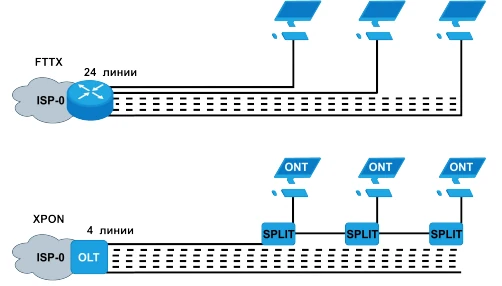 FTTX
24 линии
ISP-0
ONT ONT ONT
XPON
4 линии
SPLIT SPLIT SPLIT
ISP-0
OLT